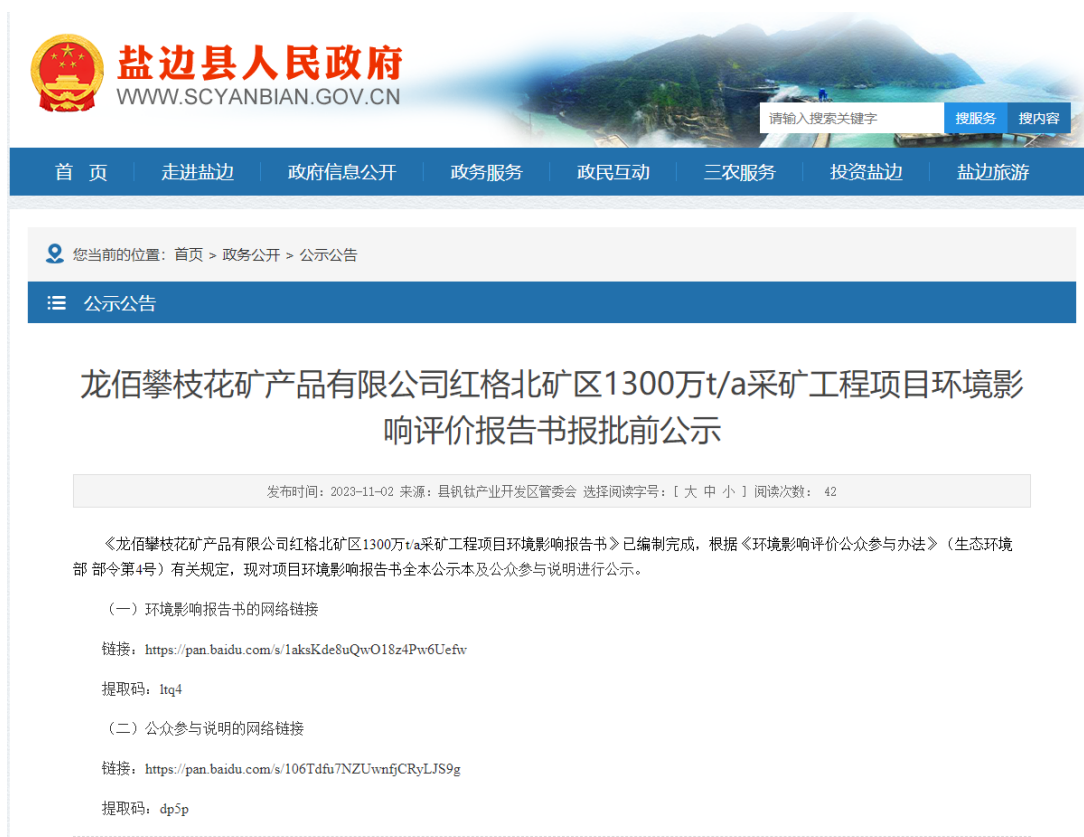 盐边县人民政府
WWW.SCYANBIAN.GOV.CN
请输入搜索关键字 搜服务 搜内容
首 页 走进盐边 政府信息公开 政务服务 政民互动 三农服务 投资盐边 盐边旅游
您当前的位置：首页 > 政务公开 > 公示公告
公示公告
龙佰攀枝花矿产品有限公司红格北矿区1300万t/a采矿工程项目环境影
响评价报告书报批前公示
发布时间：2023-11-02 来源：县钒钛产业开发区管委会 选择阅读字号：[ 大 中 小 ] 阅读次数： 42
《龙佰攀枝花矿产品有限公司红格北矿区1300万t/a采矿工程项目环境影响报告书》已编制完成，根据《环境影响评价公众参与办法》（生态环境
部 部令第4号）有关规定，现对项目环境影响报告书全本公示本及公众参与说明进行公示。
（一）环境影响报告书的网络链接
链接：https://pan.baidu.com/s/1aksKde8uQwO18z4Pw6Uefw
提取码：ltq4
（二）公众参与说明的网络链接
链接：https://pan.baidu.com/s/106Tdfu7NZUwnfjCRyLJS9g
提取码：dp5p